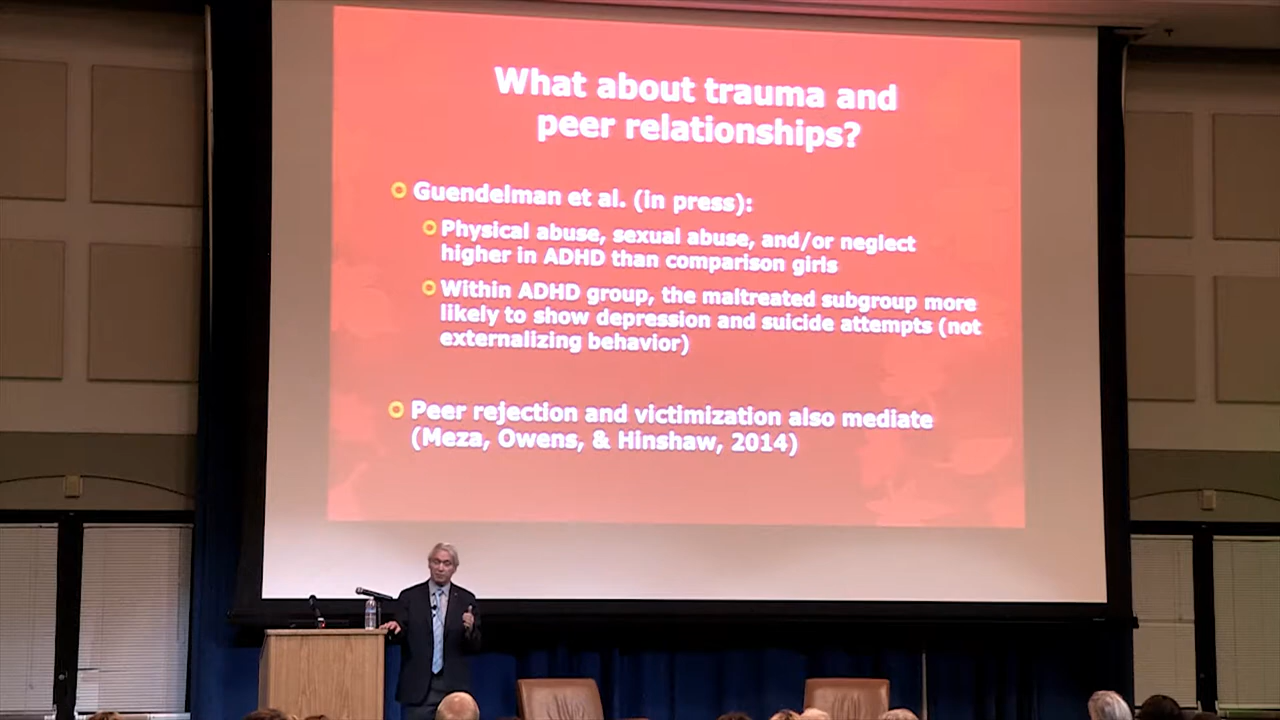 What about trauma and
peer relationships?
Guendelman et al. (in press):
Physical abuse, sexual abuse, and/or neglect
higher in ADHD than comparison girls
Within ADHD group, the maltreated subgroup more
likely to show depression and suicide attempts (not
externalizing behavior)
Peer rejection and victimization also mediate
(Meza, Owens, & Hinshaw, 2014)